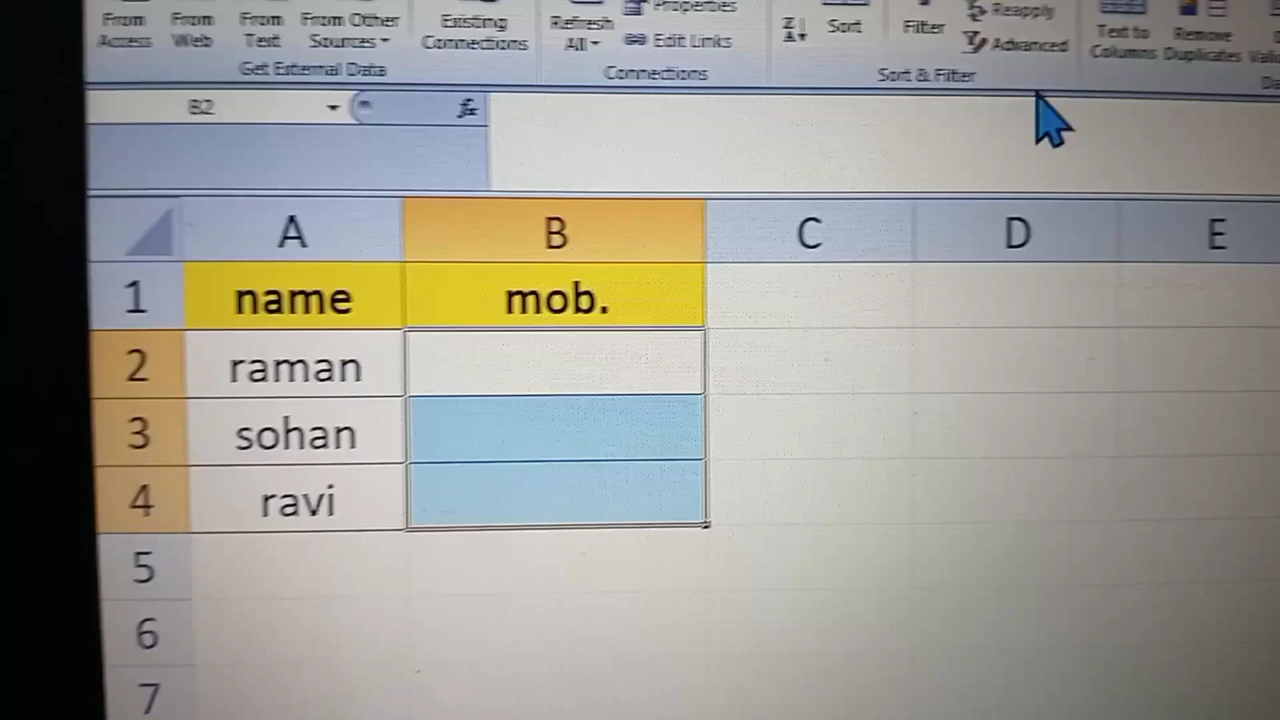 From Access
From Web
From Text
From Other Sources
Existing Connections
Refresh All
Properties
Edit Links
Sort
Filter
Reapply
Advanced
Text to Columns
Remove Duplicates
Get External Data
Connections
Sort & Filter
B2
fx
A B C D E
1 name mob.
2 raman
3 sohan
4 ravi
5
6
7